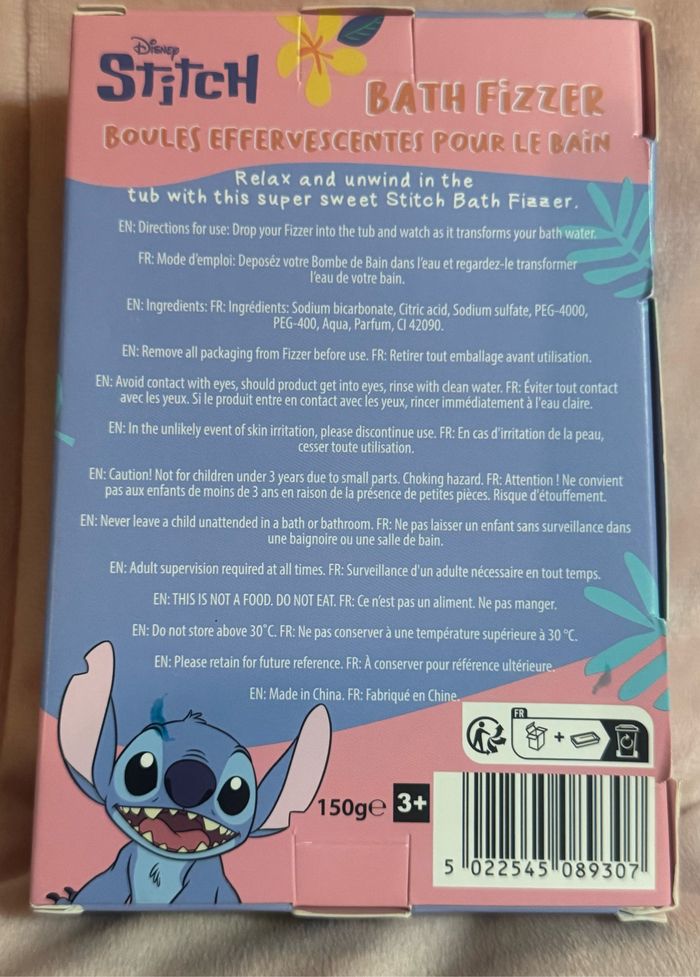 Disney
Stitch
BATH FiZZER
BOULES EFFERVESCENTES POUR LE BAiN
Relax and unwind in the
tub with this super sweet Stitch Bath Fizzer.
EN: Directions for use: Drop your Fizzer into the tub and watch as it transforms your bath water.
FR: Mode d'emploi: Deposéz votre Bombe de Bain dans l'eau et regardez-le transformer
l'eau de votre bain.
EN: Ingredients: FR: Ingrédients: Sodium bicarbonate, Citric acid, Sodium sulfate, PEG-4000,
PEG-400, Aqua, Parfum, CI 42090.
EN: Remove all packaging from Fizzer before use. FR: Retirer tout emballage avant utilisation.
EN: Avoid contact with eyes, should product get into eyes, rinse with clean water. FR: Éviter tout contact
avec les yeux. Si le produit entre en contact avec les yeux, rincer immédiatement à l'eau claire.
EN: In the unlikely event of skin irritation, please discontinue use. FR: En cas d'irritation de la peau,
cesser toute utilisation.
EN: Caution! Not for children under 3 years due to small parts. Choking hazard. FR: Attention ! Ne convient
pas aux enfants de moins de 3 ans en raison de la présence de petites pièces. Risque d'étouffement.
EN: Never leave a child unattended in a bath or bathroom. FR: Ne pas laisser un enfant sans surveillance dans
une baignoire ou une salle de bain.
EN: Adult supervision required at all times. FR: Surveillance d'un adulte nécessaire en tout temps.
EN: THIS IS NOT A FOOD. DO NOT EAT. FR: Ce n'est pas un aliment. Ne pas manger.
EN: Do not store above 30°C. FR: Ne pas conserver à une température supérieure à 30 °C.
EN: Please retain for future reference. FR: À conserver pour référence ultérieure.
EN: Made in China. FR: Fabriqué en Chine.
FR
+
150g℮ 3+
5 022545 089307